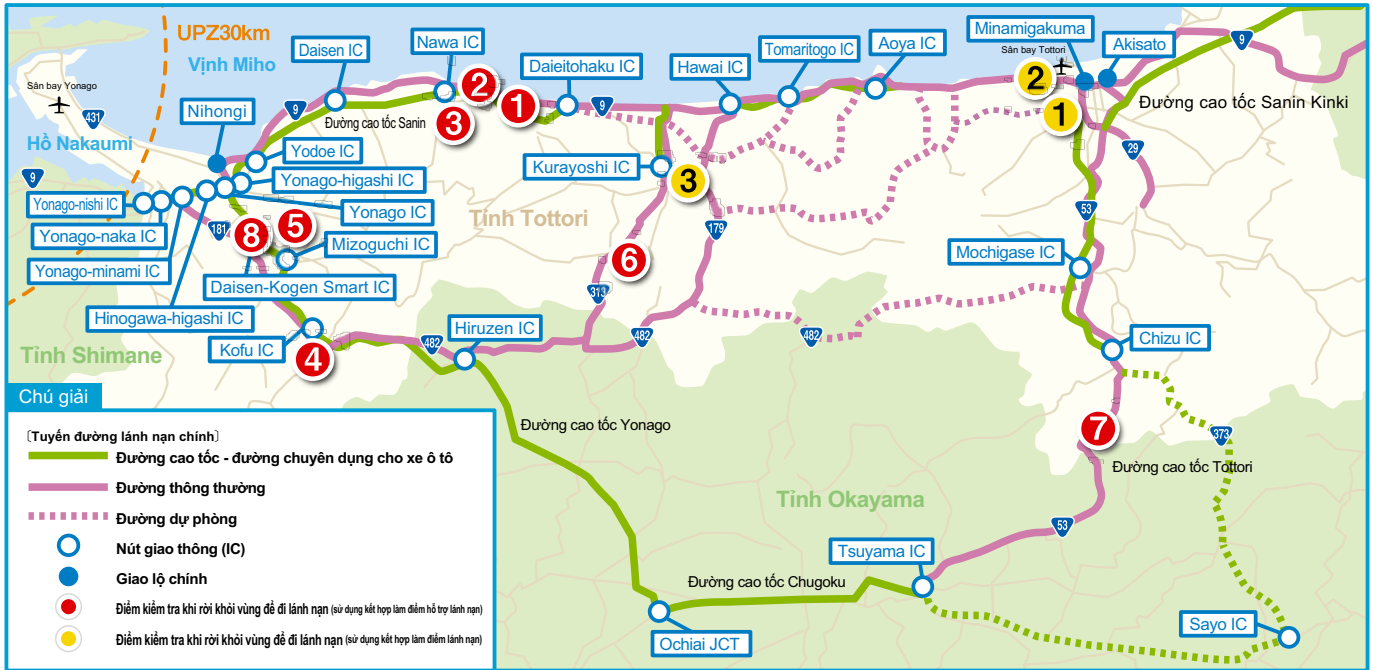 UPZ30km
Vịnh Miho
Sân bay Yonago
431
Hồ Nakaumi
9
Nihongi
Daisen IC
9
Đường cao tốc Sanin
Nawa IC
2
1
3
Daieitohaku IC
9
Hawai IC
Tomaritogo IC
Aoya IC
Minamigakuma
Sân bay Tottori
Akisato
2
1
9
Đường cao tốc Sanin Kinki
29
Yodoe IC
Yonago-higashi IC
Yonago IC
Yonago-nishi IC
Yonago-naka IC
Yonago-minami IC
Hinogawa-higashi IC
181
8
5
Mizoguchi IC
Daisen-Kogen Smart IC
Tỉnh Tottori
Kurayoshi IC
3
179
6
313
53
Mochigase IC
Tỉnh Shimane
Kofu IC
4
482
Hiruzen IC
482
482
Chizu IC
7
373
Đường cao tốc Tottori
Đường cao tốc Yonago
Tỉnh Okayama
53
Tsuyama IC
Đường cao tốc Chugoku
Ochiai JCT
Sayo IC
Chú giải
〔Tuyến đường lánh nạn chính〕
Đường cao tốc - đường chuyên dụng cho xe ô tô
Đường thông thường
Đường dự phòng
Nút giao thông (IC)
Giao lộ chính
Điểm kiểm tra khi rời khỏi vùng để đi lánh nạn (sử dụng kết hợp làm điểm hỗ trợ lánh nạn)
Điểm kiểm tra khi rời khỏi vùng để đi lánh nạn (sử dụng kết hợp làm điểm lánh nạn)